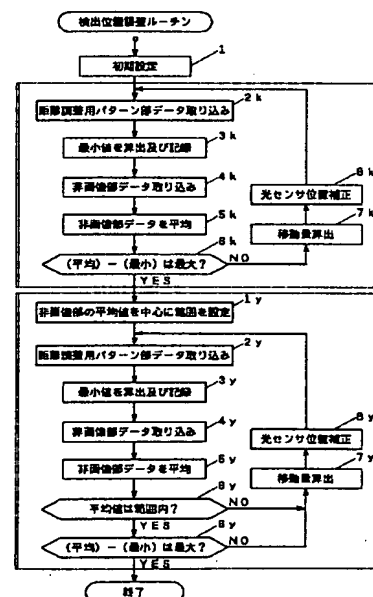 検出位置調整ルーチン
1
初期設定
2k
距離調整用パターン部データ取り込み
3k
最小値を算出及び記録
4k
非画像部データ取り込み
5k
非画像部データを平均
6k
(平均)－(最小)は最大?
NO
YES
8k
光センサ位置補正
7k
移動量算出
1y
非画像部の平均値を中心に範囲を設定
2y
距離調整用パターン部データ取り込み
3y
最小値を算出及び記録
4y
非画像部データ取り込み
5y
非画像部データを平均
9y
平均値は範囲内?
NO
YES
6y
(平均)－(最小)は最大?
NO
YES
8y
光センサ位置補正
7y
移動量算出
終了